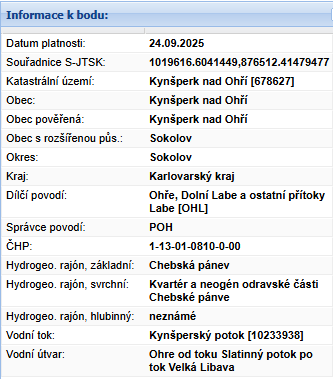 Informace k bodu:
Datum platnosti: 24.09.2025
Souřadnice S-JTSK: 1019616.6041449,876512.41479477
Katastrální území: Kynšperk nad Ohří [678627]
Obec: Kynšperk nad Ohří
Obec pověřená: Kynšperk nad Ohří
Obec s rozšířenou půs.: Sokolov
Okres: Sokolov
Kraj: Karlovarský kraj
Dílčí povodí: Ohře, Dolní Labe a ostatní přítoky
Labe [OHL]
Správce povodí: POH
ČHP: 1-13-01-0810-0-00
Hydrogeo. rajón, základní: Chebská pánev
Hydrogeo. rajón, svrchní: Kvartér a neogén odravské části
Chebské pánve
Hydrogeo. rajón, hlubinný: neznámé
Vodní tok: Kynšperský potok [10233938]
Vodní útvar: Ohre od toku Slatinný potok po
tok Velká Libava